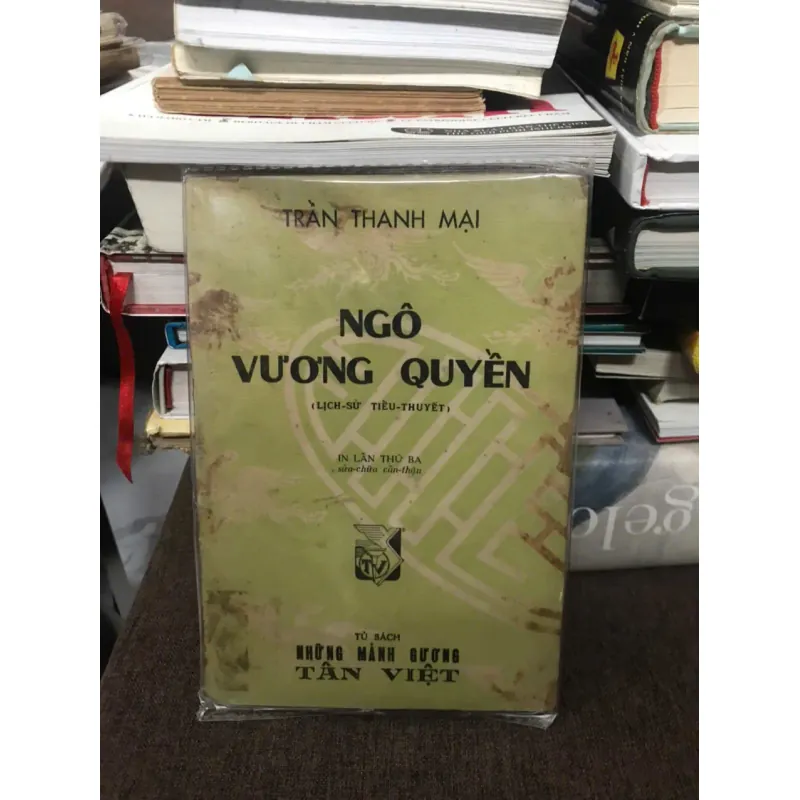 TRẦN THANH MẠI
NGÔ
VƯƠNG QUYỀN
(LỊCH-SỬ TIỂU-THUYẾT)
IN LẦN THỨ BA
sửa-chữa cẩn-thận
TV
TỦ SÁCH
NHỮNG MẢNH GƯƠNG
TÂN VIỆT